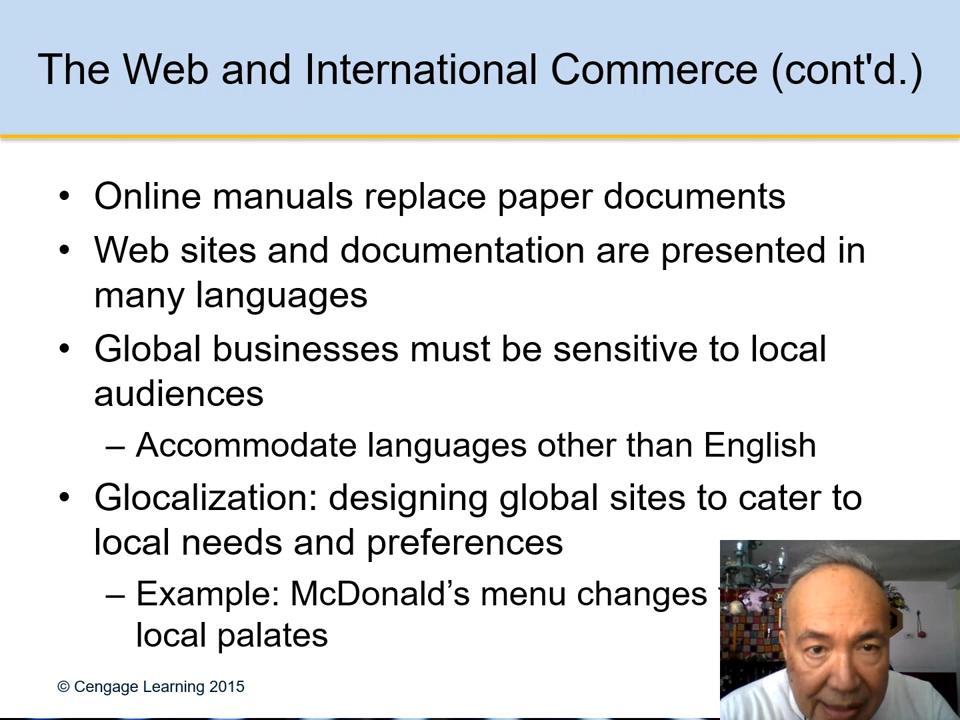 The Web and International Commerce (cont'd.)
• Online manuals replace paper documents
• Web sites and documentation are presented in
many languages
• Global businesses must be sensitive to local
audiences
– Accommodate languages other than English
• Glocalization: designing global sites to cater to
local needs and preferences
– Example: McDonald’s menu changes
local palates
© Cengage Learning 2015